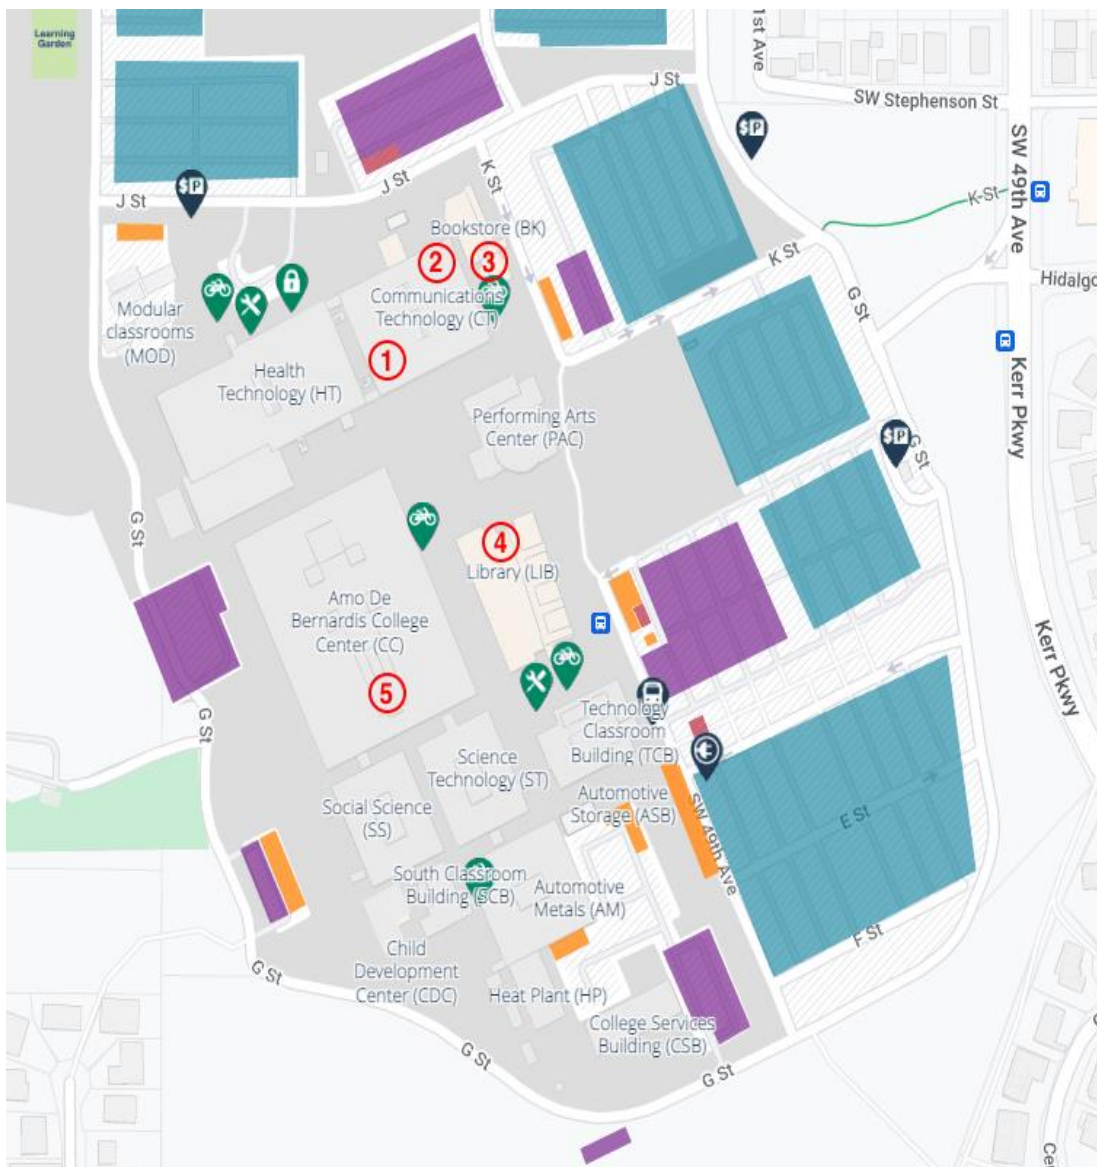 Learning
Garden
1st Ave
J St
SW Stephenson St
$P
SW 49th Ave
K St
J St
$P
K-St
J St
Bookstore (BK)
2
3
K St
Hidalgo
G St
Modular
classrooms
(MOD)
Communications
Technology (CT)
1
Health
Technology (HT)
Kerr Pkwy
Performing Arts
Center (PAC)
$P
G St
G St
4
Library (LIB)
Amo De
Bernardis College
Center (CC)
Kerr Pkwy
5
G St
Technology
Classroom
Building (TCB)
Science
Technology (ST)
Automotive
Storage (ASB)
Social Science
(SS)
E St
SW 49th Ave
South Classroom
Building (SCB)
Automotive
Metals (AM)
F St
Child
Development
Center (CDC)
G St
Heat Plant (HP)
College Services
Building (CSB)
G St
G St
Ce